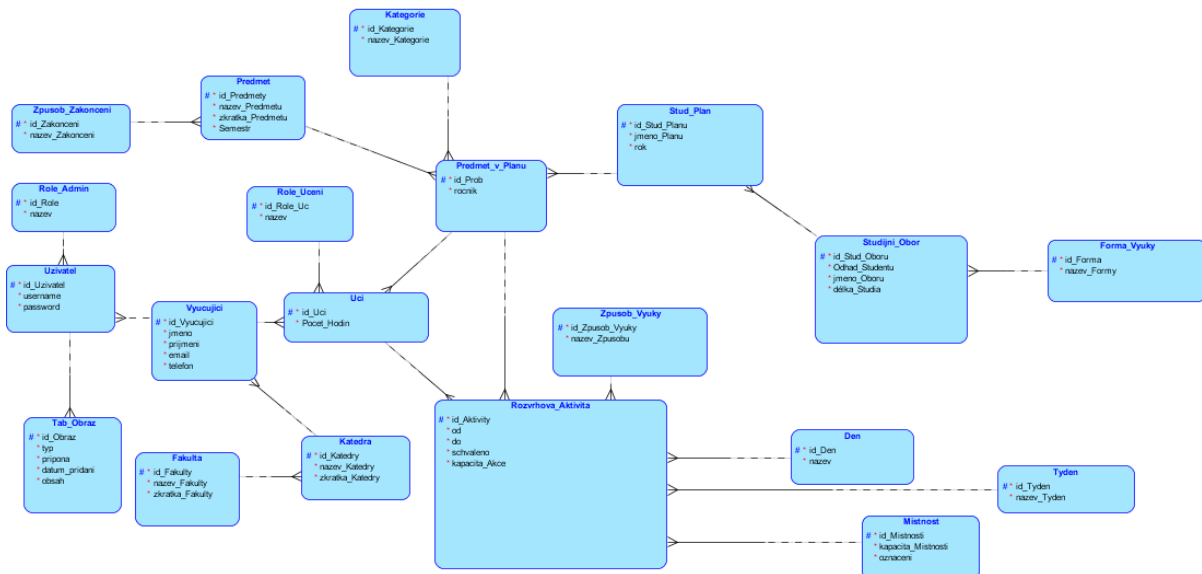 Kategorie
# * id_Kategorie
* nazev_Kategorie
Predmet
# * id_Predmety
* nazev_Predmetu
* zkratka_Predmetu
* Semestr
Zpusob_Zakonceni
# * id_Zakonceni
* nazev_Zakonceni
Stud_Plan
# * id_Stud_Planu
* jmeno_Planu
* rok
Predmet_v_Planu
# * id_Prob
* rocnik
Role_Admin
# * id_Role
* nazev
Role_Uceni
# * id_Role_Uc
* nazev
Studijni_Obor
# * id_Stud_Oboru
* Odhad_Studentu
* jmeno_Oboru
* délka_Studia
Forma_Vyuky
# * id_Forma
* nazev_Formy
Uzivatel
# * id_Uzivatel
* username
* password
Vyucujici
# * id_Vyucujici
* jmeno
* prijmeni
* email
* telefon
Uci
# * id_Uci
* Pocet_Hodin
Zpusob_Vyuky
# * id_Zpusob_Vyuky
* nazev_Zpusobu
Rozvrhova_Aktivita
# * id_Aktivity
* od
* do
* schvaleno
* kapacita_Akce
Tab_Obraz
# * id_Obraz
* typ
* pripona
* datum_pridani
* obsah
Fakulta
# * id_Fakulty
* nazev_Fakulty
* zkratka_Fakulty
Katedra
# * id_Katedry
* nazev_Katedry
* zkratka_Katedry
Den
# * id_Den
* nazev
Tyden
# * id_Tyden
* nazev_Tyden
Mistnost
# * id_Mistnosti
* kapacita_Mistnosti
* oznaceni